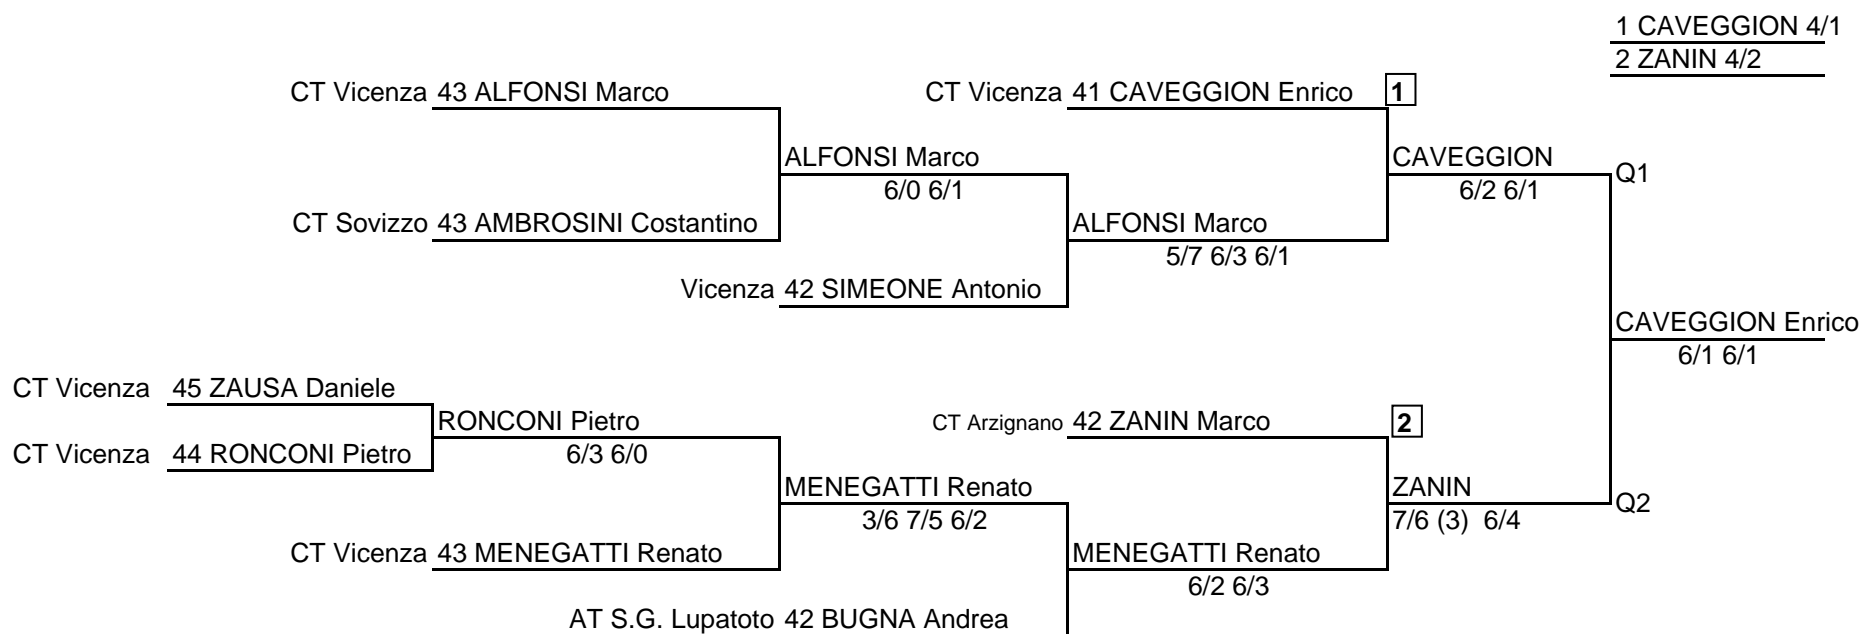 1 CAVEGGION 4/1
2 ZANIN 4/2
CT Vicenza 43 ALFONSI Marco CT Vicenza 41 CAVEGGION Enrico 1
ALFONSI Marco CAVEGGION
6/0 6/1 6/2 6/1 Q1
CT Sovizzo 43 AMBROSINI Costantino ALFONSI Marco
5/7 6/3 6/1
Vicenza 42 SIMEONE Antonio
CAVEGGION Enrico
6/1 6/1
CT Vicenza 45 ZAUSA Daniele
RONCONI Pietro CT Arzignano 42 ZANIN Marco 2
CT Vicenza 44 RONCONI Pietro 6/3 6/0
MENEGATTI Renato ZANIN Q2
3/6 7/5 6/2 7/6 (3) 6/4
CT Vicenza 43 MENEGATTI Renato MENEGATTI Renato
6/2 6/3
AT S.G. Lupatoto 42 BUGNA Andrea